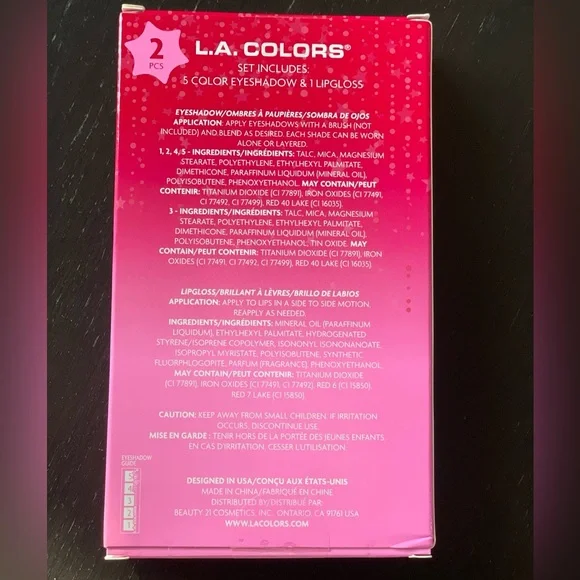 2
PCS
L.A. COLORS®
SET INCLUDES:
5 COLOR EYESHADOW & 1 LIPGLOSS
EYESHADOW/OMBRES À PAUPIÈRES/SOMBRA DE OJOS
APPLICATION: APPLY EYESHADOWS WITH A BRUSH (NOT
INCLUDED) AND BLEND AS DESIRED. EACH SHADE CAN BE WORN
ALONE OR LAYERED.
1, 2, 4, 5 - INGREDIENTS/INGRÉDIENTS: TALC, MICA, MAGNESIUM
STEARATE, POLYETHYLENE, ETHYLHEXYL PALMITATE,
DIMETHICONE, PARAFFINUM LIQUIDUM (MINERAL OIL),
POLYISOBUTENE, PHENOXYETHANOL. MAY CONTAIN/PEUT
CONTENIR: TITANIUM DIOXIDE (CI 77891), IRON OXIDES (CI 77491,
CI 77492, CI 77499), RED 40 LAKE (CI 16035).
3 - INGREDIENTS/INGRÉDIENTS: TALC, MICA, MAGNESIUM
STEARATE, POLYETHYLENE, ETHYLHEXYL PALMITATE,
DIMETHICONE, PARAFFINUM LIQUIDUM (MINERAL OIL),
POLYISOBUTENE, PHENOXYETHANOL, TIN OXIDE. MAY
CONTAIN/PEUT CONTENIR: TITANIUM DIOXIDE (CI 77891), IRON
OXIDES (CI 77491, CI 77492, CI 77499), RED 40 LAKE (CI 16035).
LIPGLOSS/BRILLANT À LÈVRES/BRILLO DE LABIOS
APPLICATION: APPLY TO LIPS IN A SIDE TO SIDE MOTION.
REAPPLY AS NEEDED.
INGREDIENTS/INGRÉDIENTS: MINERAL OIL (PARAFFINUM
LIQUIDUM), ETHYLHEXYL PALMITATE, HYDROGENATED
STYRENE/ISOPRENE COPOLYMER, ISONONYL ISONONANOATE,
ISOPROPYL MYRISTATE, POLYISOBUTENE, SYNTHETIC
FLUORPHLOGOPITE, PARFUM (FRAGRANCE), PHENOXYETHANOL.
MAY CONTAIN/PEUT CONTENIR: TITANIUM DIOXIDE
(CI 77891), IRON OXIDES (CI 77491, CI 77492), RED 6 (CI 15850),
RED 7 LAKE (CI 15850).
CAUTION: KEEP AWAY FROM SMALL CHILDREN. IF IRRITATION
OCCURS, DISCONTINUE USE.
MISE EN GARDE : TENIR HORS DE LA PORTÉE DES JEUNES ENFANTS.
EN CAS D'IRRITATION, CESSER L'UTILISATION.
EYESHADOW
GUIDE
5
4
3
2
1
DESIGNED IN USA/CONÇU AUX ÉTATS-UNIS
MADE IN CHINA/FABRIQUÉ EN CHINE
DISTRIBUTED BY/DISTRIBUÉ PAR:
BEAUTY 21 COSMETICS, INC. ONTARIO, CA 91761 USA
WWW.LACOLORS.COM